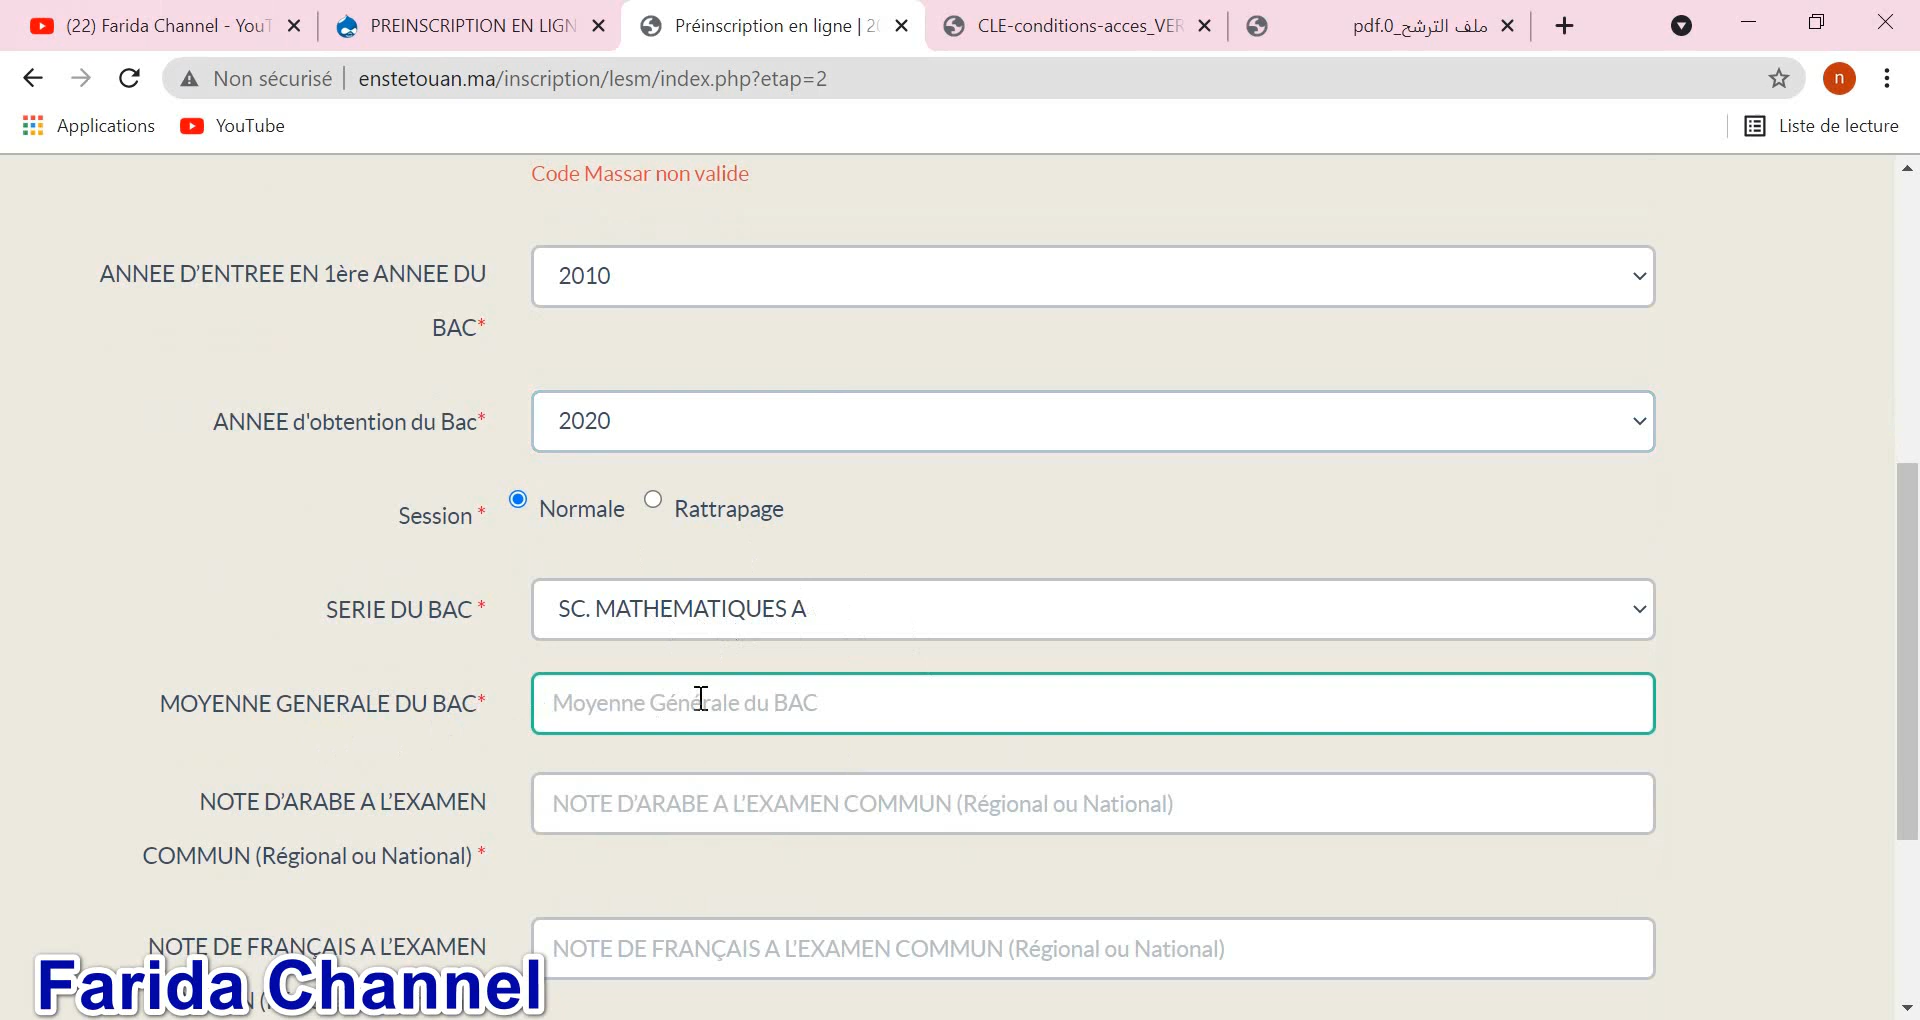 (22) Farida Channel - YouT
PREINSCRIPTION EN LIGN
Préinscription en ligne | 20
CLE-conditions-acces_VER
ملف الترشح_0.pdf
Non sécurisé
enstetouan.ma/inscription/lesm/index.php?etap=2
n
Applications
YouTube
Liste de lecture
Code Massar non valide
ANNEE D'ENTREE EN 1ère ANNEE DU
BAC*
2010
ANNEE d'obtention du Bac*
2020
Session *
Normale
Rattrapage
SERIE DU BAC *
SC. MATHEMATIQUES A
MOYENNE GENERALE DU BAC*
Moyenne Générale du BAC
NOTE D'ARABE A L'EXAMEN
COMMUN (Régional ou National) *
NOTE D'ARABE A L'EXAMEN COMMUN (Régional ou National)
NOTE DE FRANÇAIS A L'EXAMEN
NOTE DE FRANÇAIS A L'EXAMEN COMMUN (Régional ou National)
Farida Channel